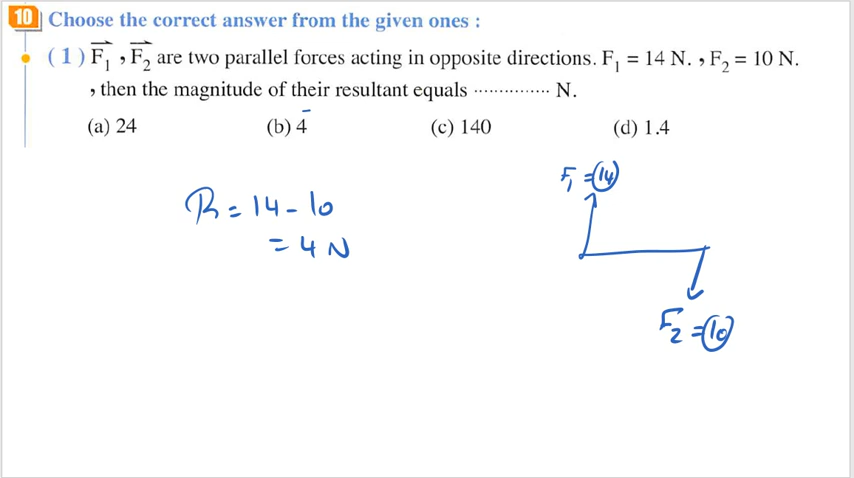 10 Choose the correct answer from the given ones :
( 1 ) F₁ , F₂ are two parallel forces acting in opposite directions. F₁ = 14 N. , F₂ = 10 N.
, then the magnitude of their resultant equals ............... N.
(a) 24 (b) 4 (c) 140 (d) 1.4
F₁ = 14
R = 14 - 10
= 4 N
F₂ = 10